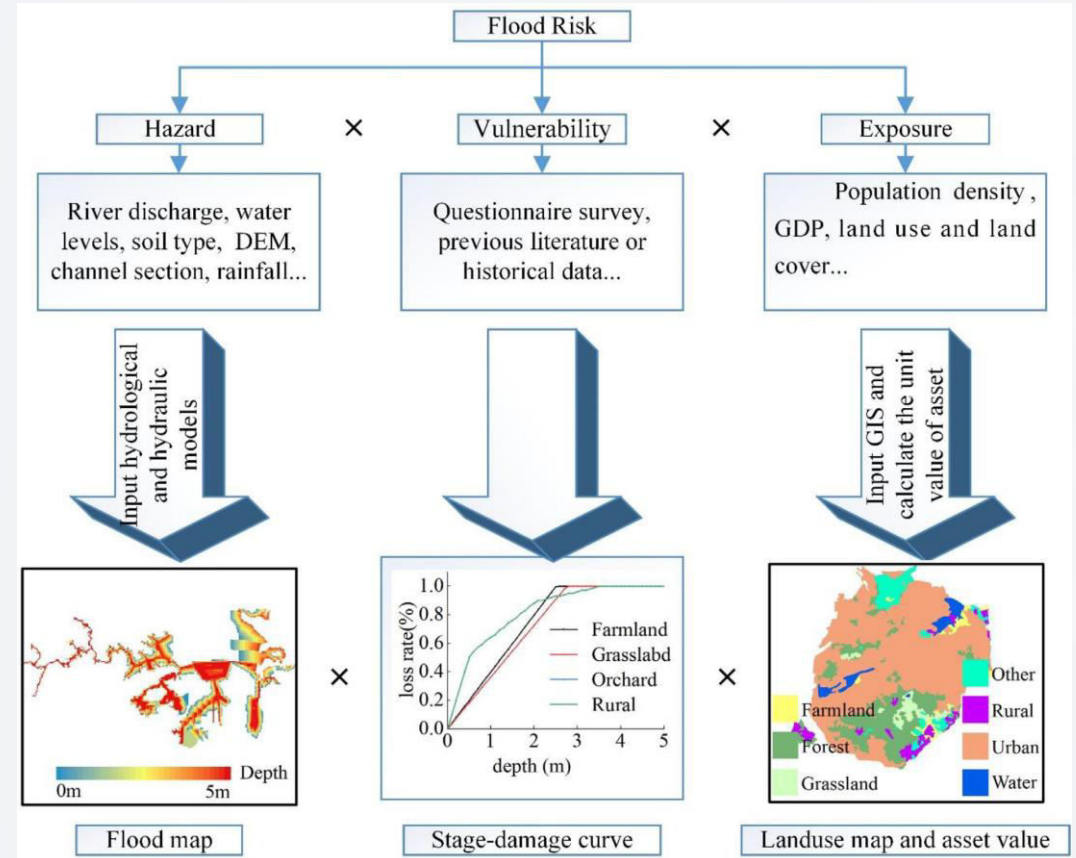 Flood Risk
Hazard
×
Vulnerability
×
Exposure
River discharge, water
levels, soil type, DEM,
channel section, rainfall...
Questionnaire survey,
previous literature or
historical data...
Population density ,
GDP, land use and land
cover...
Input hydrological
and hydraulic
models
Input GIS and
calculate the unit
value of asset
Depth
0m
5m
×
loss rate(%)
1.0
0.8
0.6
0.4
0.2
0.0
0
1
2
3
4
5
depth (m)
Farmland
Grasslabd
Orchard
Rural
×
Farmland
Forest
Grassland
Other
Rural
Urban
Water
Flood map
Stage-damage curve
Landuse map and asset value